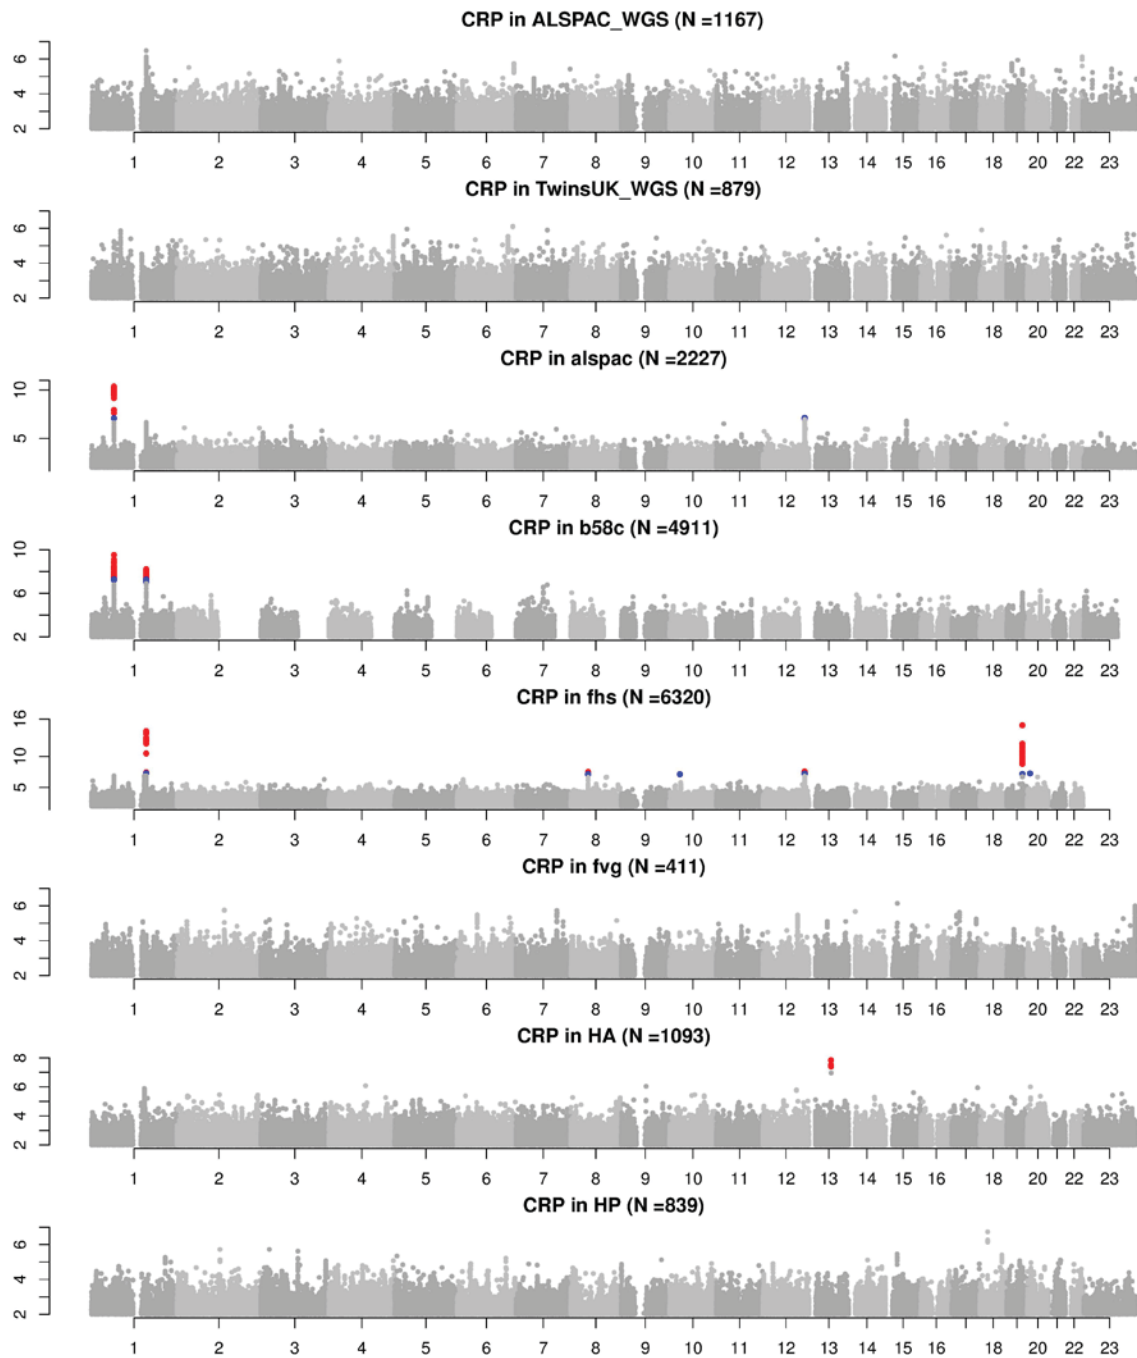 CRP in ALSPAC_WGS (N =1167)
6
4
2
1 2 3 4 5 6 7 8 9 10 11 12 13 14 15 16 18 20 22 23
CRP in TwinsUK_WGS (N =879)
6
4
2
1 2 3 4 5 6 7 8 9 10 11 12 13 14 15 16 18 20 22 23
CRP in alspac (N =2227)
10
5
1 2 3 4 5 6 7 8 9 10 11 12 13 14 15 16 18 20 22 23
CRP in b58c (N =4911)
10
6
2
1 2 3 4 5 6 7 8 9 10 11 12 13 14 15 16 18 20 22 23
CRP in fhs (N =6320)
16
10
5
1 2 3 4 5 6 7 8 9 10 11 12 13 14 15 16 18 20 22 23
CRP in fvg (N =411)
6
4
2
1 2 3 4 5 6 7 8 9 10 11 12 13 14 15 16 18 20 22 23
CRP in HA (N =1093)
8
6
4
2
1 2 3 4 5 6 7 8 9 10 11 12 13 14 15 16 18 20 22 23
CRP in HP (N =839)
6
4
2
1 2 3 4 5 6 7 8 9 10 11 12 13 14 15 16 18 20 22 23